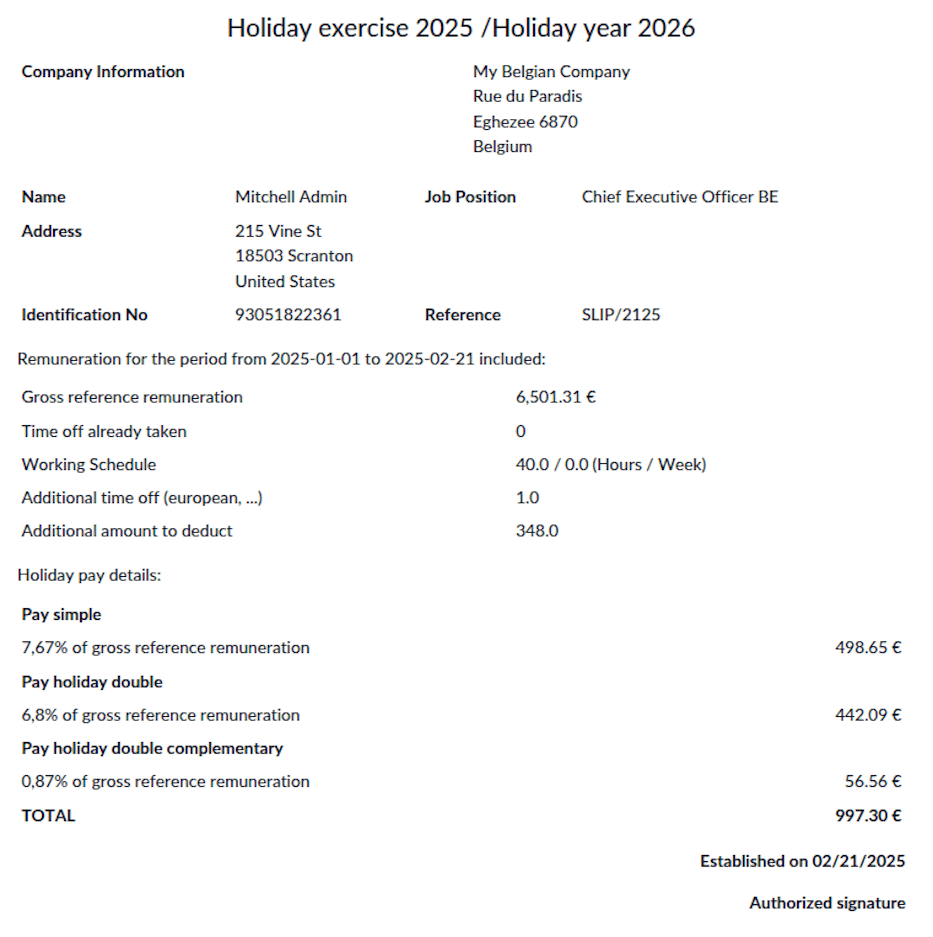 Holiday exercise 2025 /Holiday year 2026
Company Information My Belgian Company
Rue du Paradis
Eghezee 6870
Belgium
Name Mitchell Admin Job Position Chief Executive Officer BE
Address 215 Vine St
18503 Scranton
United States
Identification No 93051822361 Reference SLIP/2125
Remuneration for the period from 2025-01-01 to 2025-02-21 included:
Gross reference remuneration 6,501.31 €
Time off already taken 0
Working Schedule 40.0 / 0.0 (Hours / Week)
Additional time off (european, ...) 1.0
Additional amount to deduct 348.0
Holiday pay details:
Pay simple
7,67% of gross reference remuneration 498.65 €
Pay holiday double
6,8% of gross reference remuneration 442.09 €
Pay holiday double complementary
0,87% of gross reference remuneration 56.56 €
TOTAL 997.30 €
Established on 02/21/2025
Authorized signature